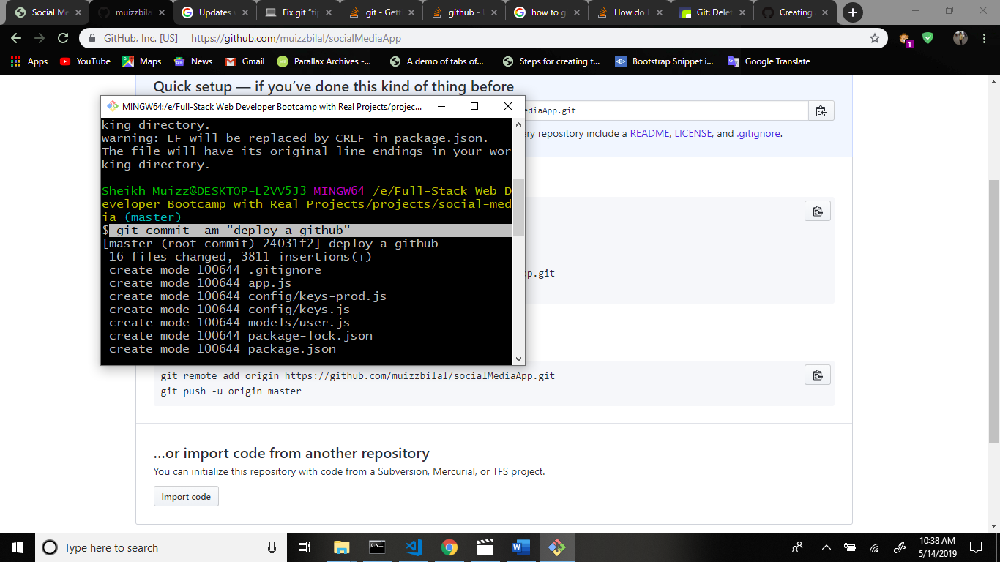 Social Me
muizzbila
Updates
Fix git “tip
git - Gett
github -
how to g
How do I
Git: Delet
Creating
GitHub, Inc. [US] | https://github.com/muizzbilal/socialMediaApp
1
Apps
YouTube
Maps
News
Gmail
Parallax Archives -...
A demo of tabs of...
Steps for creating t...
Bootstrap Snippet i...
Google Translate
Quick setup — if you’ve done this kind of thing before
MINGW64:/e/Full-Stack Web Developer Bootcamp with Real Projects/projec...
ediaApp.git
ry repository include a README, LICENSE, and .gitignore.
king directory.
warning: LF will be replaced by CRLF in package.json.
The file will have its original line endings in your wor
king directory.
Sheikh Muizz@DESKTOP-L2VV5J3 MINGW64 /e/Full-Stack Web D
eveloper Bootcamp with Real Projects/projects/social-med
ia (master)
$ git commit -am "deploy a github"
[master (root-commit) 24031f2] deploy a github
16 files changed, 3811 insertions(+)
create mode 100644 .gitignore
create mode 100644 app.js
create mode 100644 config/keys-prod.js
create mode 100644 config/keys.js
create mode 100644 models/user.js
create mode 100644 package-lock.json
create mode 100644 package.json
pp.git
git remote add origin https://github.com/muizzbilal/socialMediaApp.git
git push -u origin master
…or import code from another repository
You can initialize this repository with code from a Subversion, Mercurial, or TFS project.
Import code
Type here to search
10:38 AM
5/14/2019